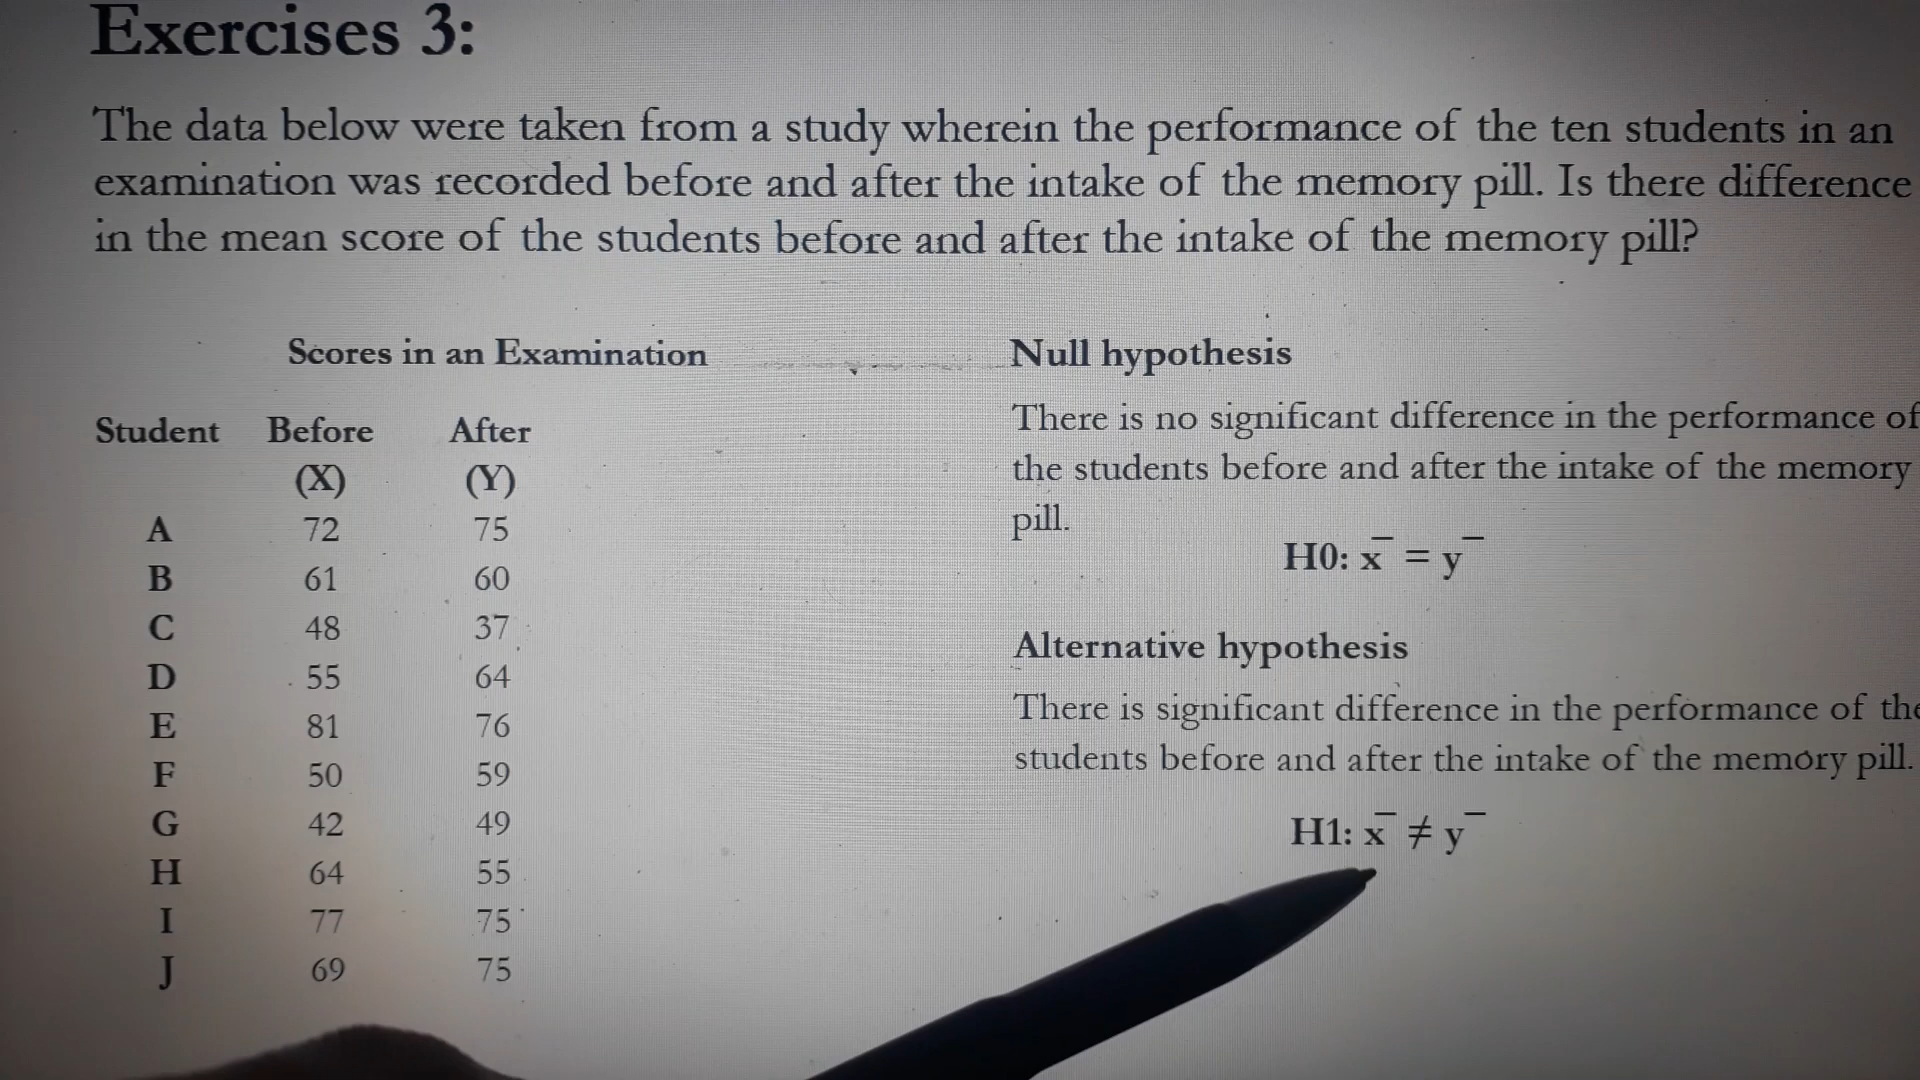 Exercises 3:
The data below were taken from a study wherein the performance of the ten students in an
examination was recorded before and after the intake of the memory pill. Is there difference
in the mean score of the students before and after the intake of the memory pill?
Scores in an Examination
Student Before After
(X) (Y)
A 72 75
B 61 60
C 48 37
D 55 64
E 81 76
F 50 59
G 42 49
H 64 55
I 77 75
J 69 75
Null hypothesis
There is no significant difference in the performance of
the students before and after the intake of the memory
pill.
H0: x¯ = y¯
Alternative hypothesis
There is significant difference in the performance of the
students before and after the intake of the memory pill.
H1: x¯ ≠ y¯